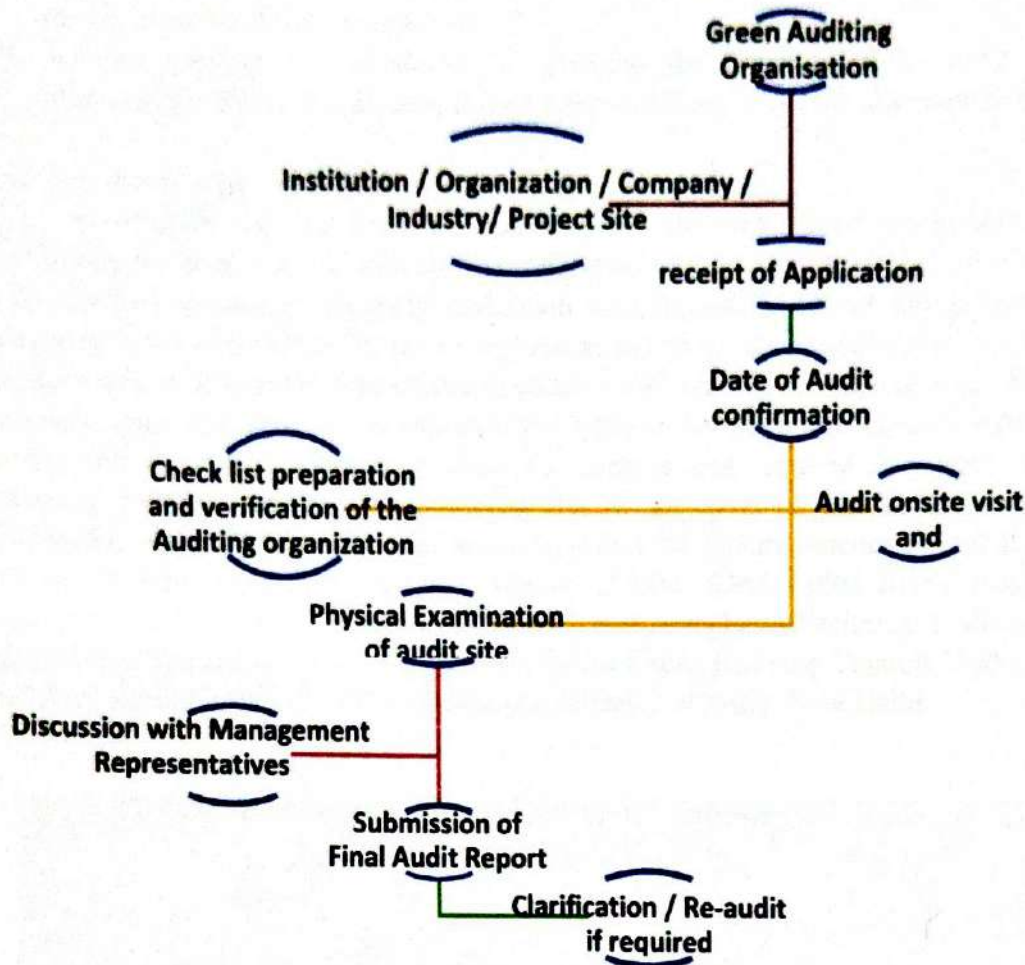 Green Auditing
Organisation
Institution / Organization / Company /
Industry/ Project Site
receipt of Application
Date of Audit
confirmation
Check list preparation
and verification of the
Auditing organization
Audit onsite visit
and
Physical Examination
of audit site
Discussion with Management
Representatives
Submission of
Final Audit Report
Clarification / Re-audit
if required